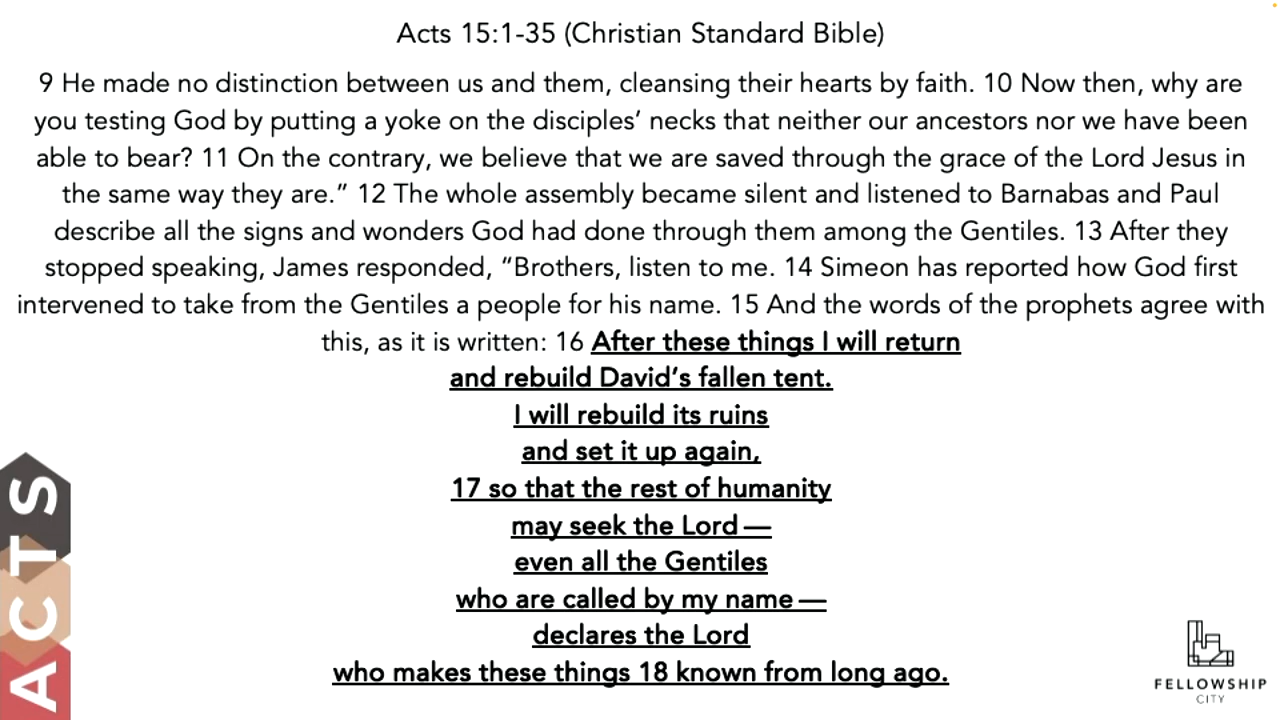 Acts 15:1-35 (Christian Standard Bible)
9 He made no distinction between us and them, cleansing their hearts by faith. 10 Now then, why are
you testing God by putting a yoke on the disciples’ necks that neither our ancestors nor we have been
able to bear? 11 On the contrary, we believe that we are saved through the grace of the Lord Jesus in
the same way they are.” 12 The whole assembly became silent and listened to Barnabas and Paul
describe all the signs and wonders God had done through them among the Gentiles. 13 After they
stopped speaking, James responded, “Brothers, listen to me. 14 Simeon has reported how God first
intervened to take from the Gentiles a people for his name. 15 And the words of the prophets agree with
this, as it is written: 16 After these things I will return
and rebuild David’s fallen tent.
I will rebuild its ruins
and set it up again,
17 so that the rest of humanity
may seek the Lord —
even all the Gentiles
who are called by my name —
declares the Lord
who makes these things 18 known from long ago.
ACTS
FELLOWSHIP
CITY